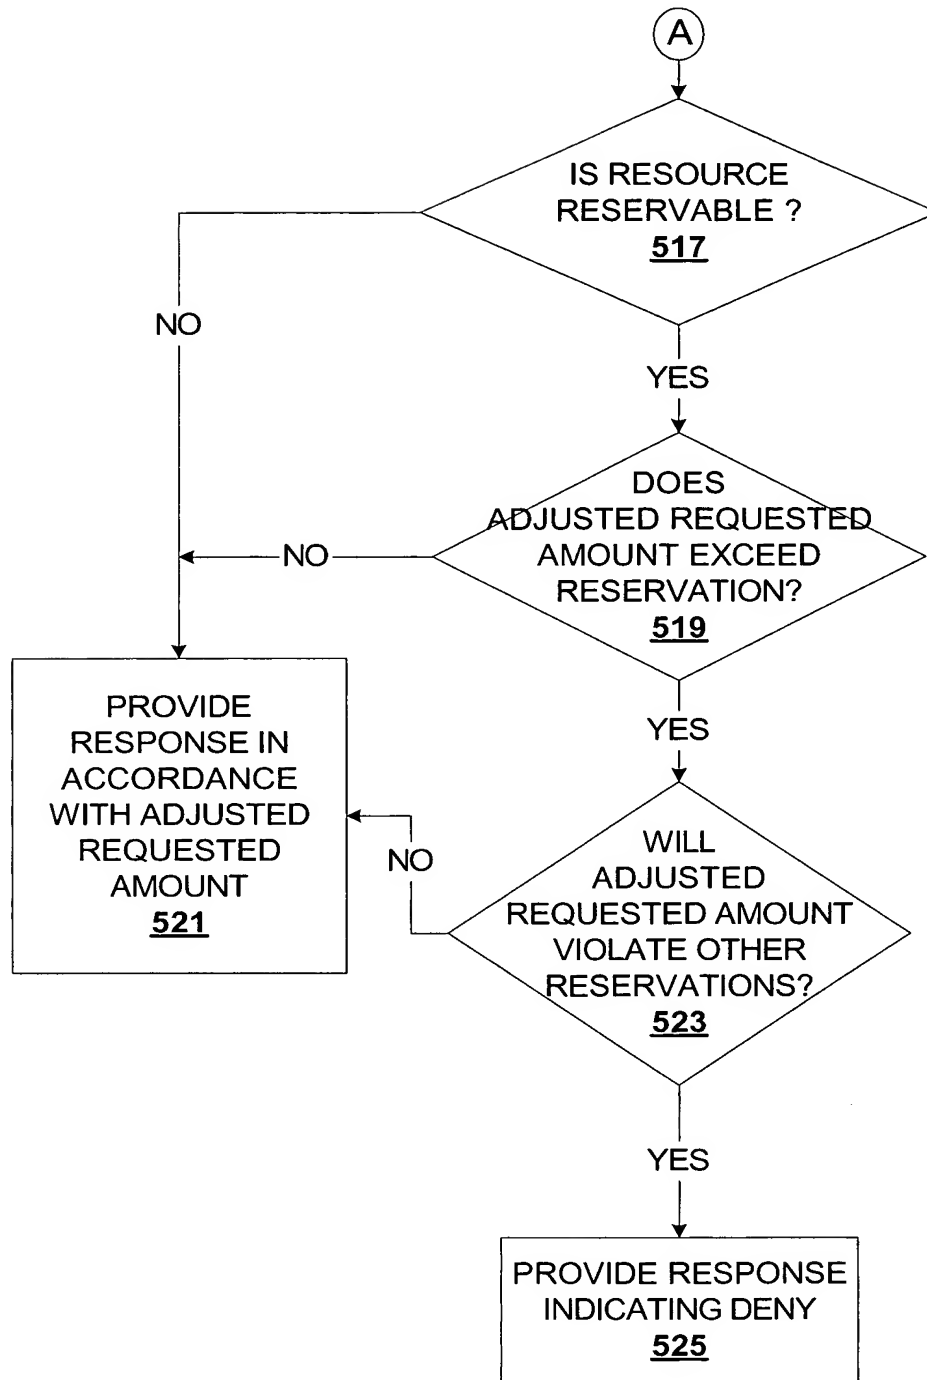 A
IS RESOURCE
RESERVABLE ?
517
NO
YES
DOES
ADJUSTED REQUESTED
AMOUNT EXCEED
RESERVATION?
519
NO
YES
PROVIDE
RESPONSE IN
ACCORDANCE
WITH ADJUSTED
REQUESTED
AMOUNT
521
WILL
ADJUSTED
REQUESTED AMOUNT
VIOLATE OTHER
RESERVATIONS?
523
NO
YES
PROVIDE RESPONSE
INDICATING DENY
525